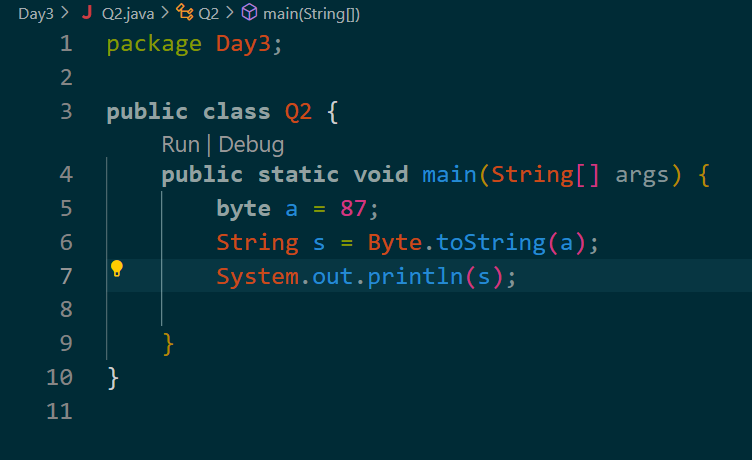 Day3 > J Q2.java > Q2 > main(String[])
1 package Day3;
2
3 public class Q2 {
Run | Debug
4 public static void main(String[] args) {
5 byte a = 87;
6 String s = Byte.toString(a);
7 System.out.println(s);
8
9 }
10 }
11